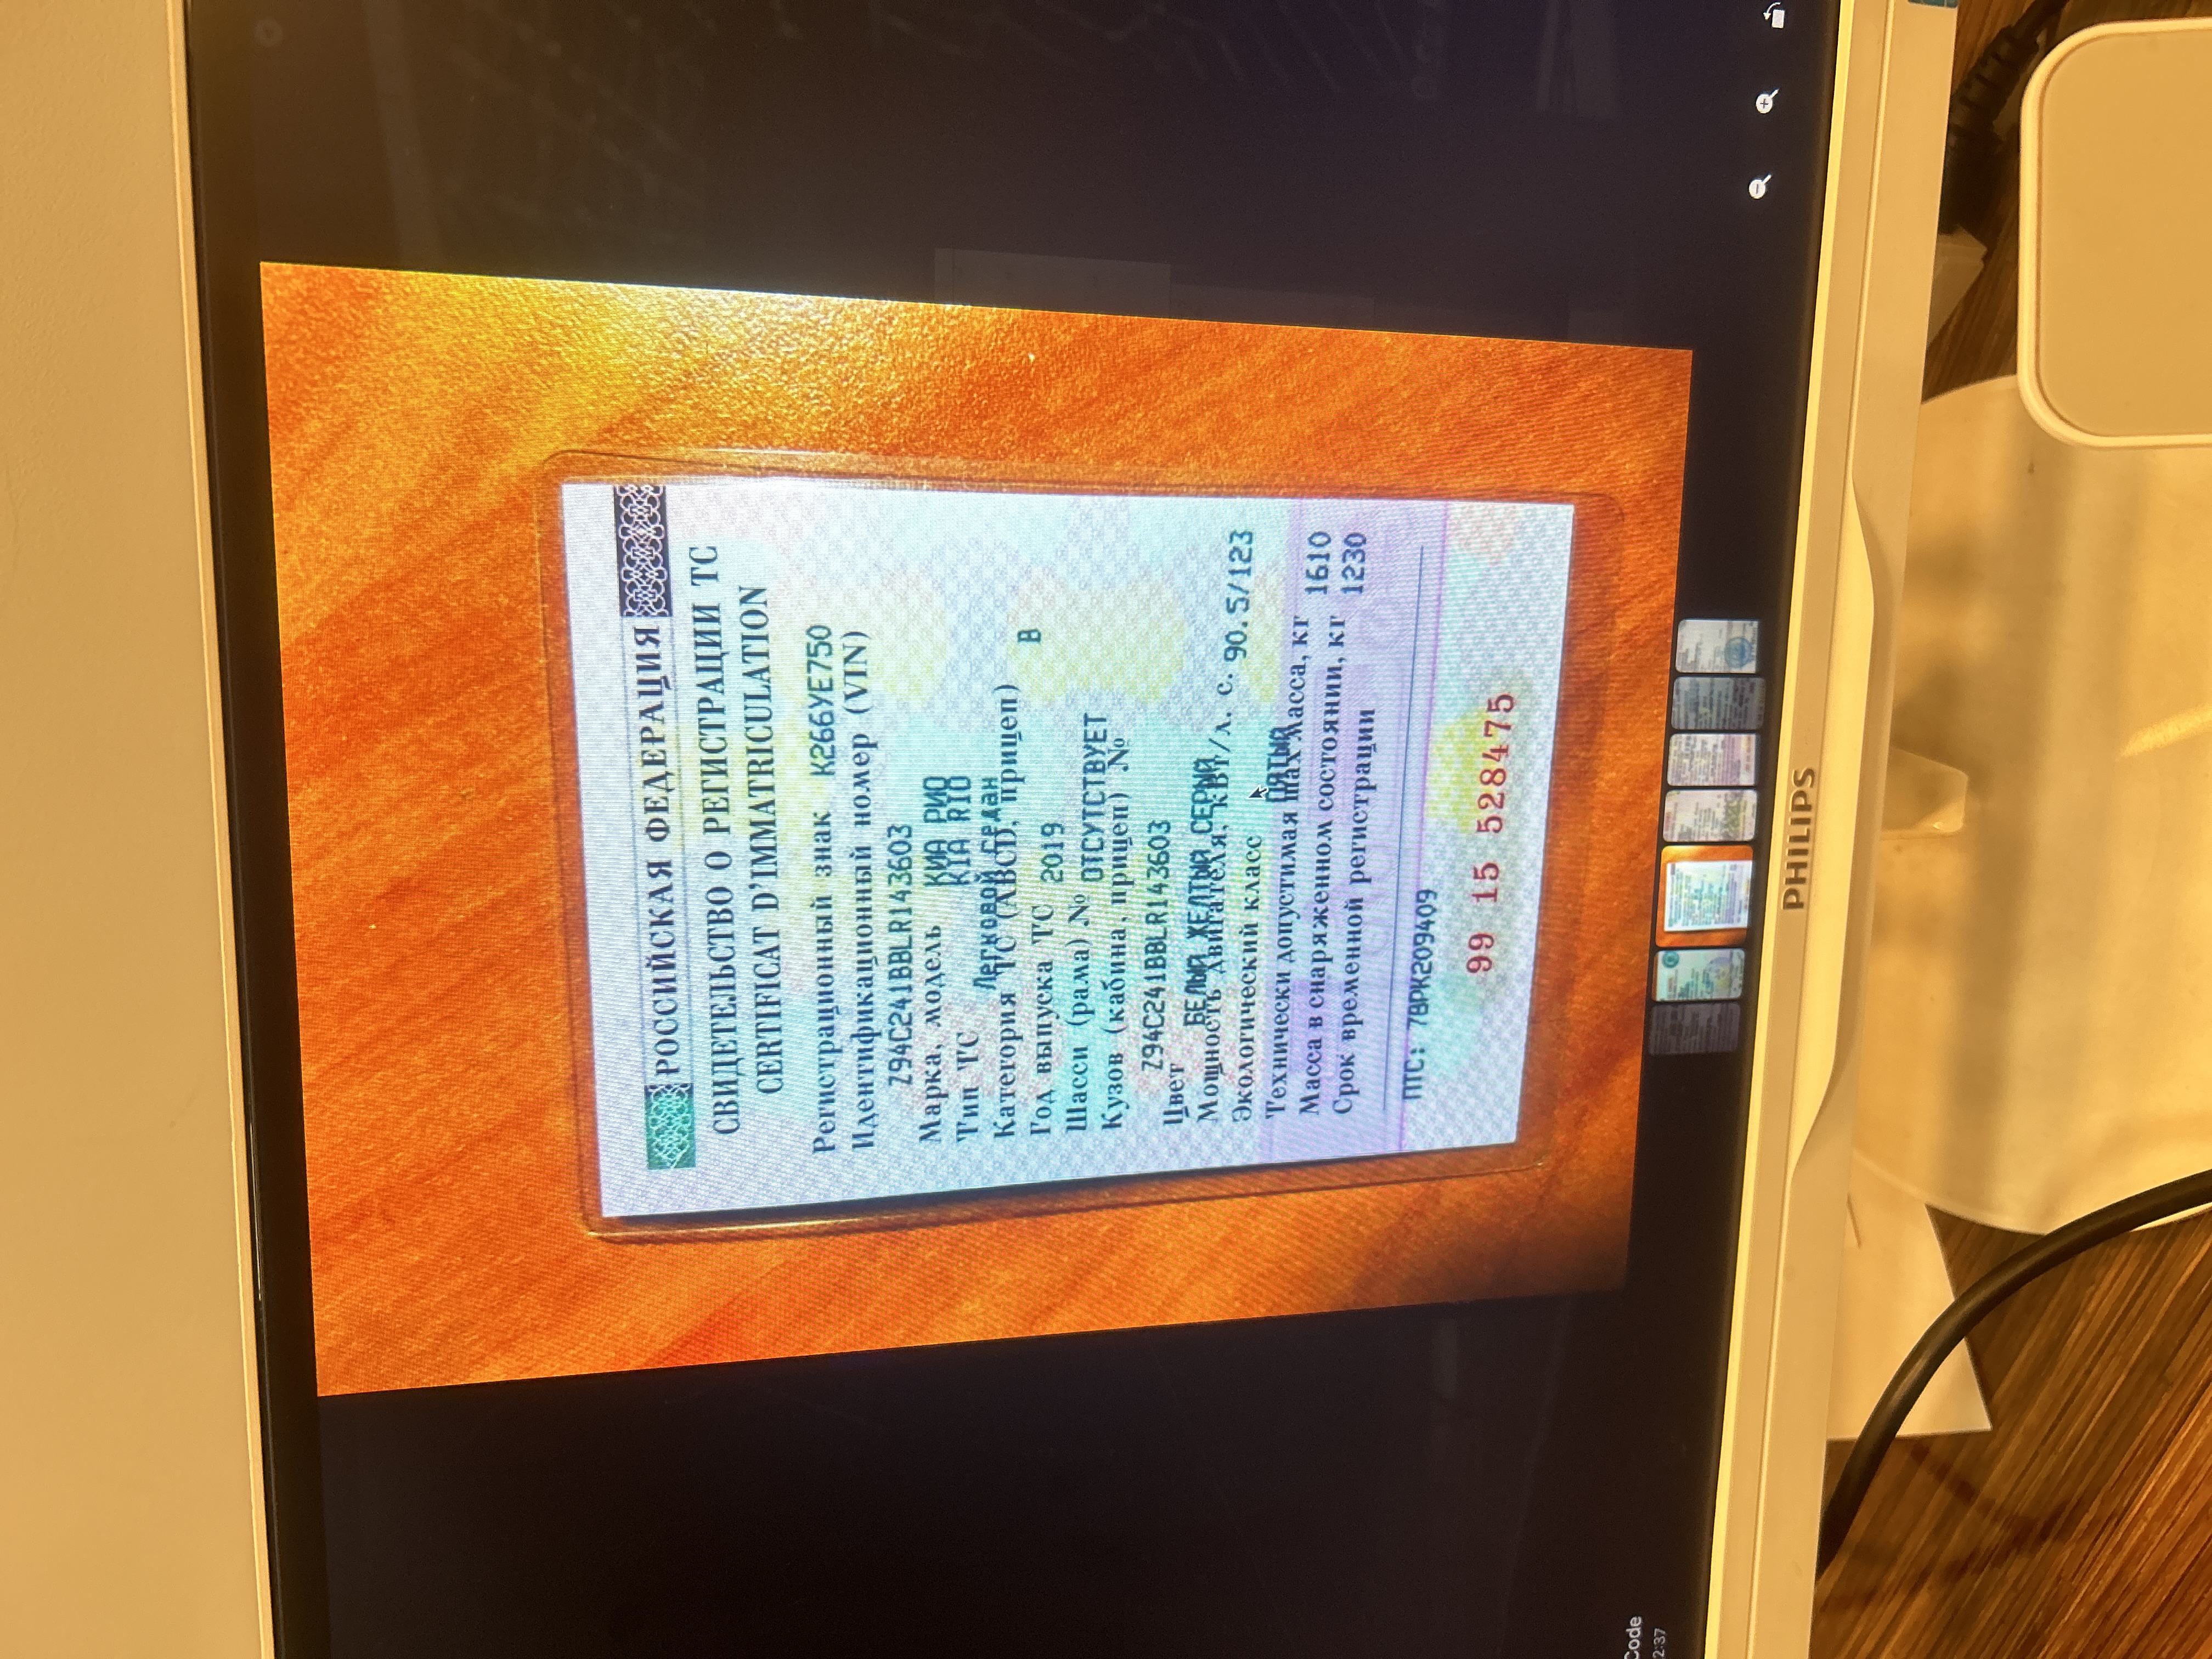 РОССИЙСКАЯ ФЕДЕРАЦИЯ
СВИДЕТЕЛЬСТВО О РЕГИСТРАЦИИ ТС
CERTIFICAT D'IMMATRICULATION
Регистрационный знак К266УЕ750
Идентификационный номер (VIN)
Z94C241BBLR143603
Марка, модель КИА РИО
KIA RIO
Тип ТС Легковой седан
Категория ТС (ABCD, прицеп) B
Год выпуска ТС 2019
Шасси (рама) № ОТСУТСТВУЕТ
Кузов (кабина, прицеп) №
Z94C241BBLR143603
Цвет БЕЛЫЙ ЖЕЛТЫЙ СЕРЫЙ
Мощность двигателя, кВт/л. с. 90.5/123
Экологический класс ПЯТЫЙ
Технически допустимая max масса, кг 1610
Масса в снаряженном состоянии, кг 1230
Срок временной регистрации
ПТС: 78РК209409
99 15 528475
Code
2:37
PHILIPS